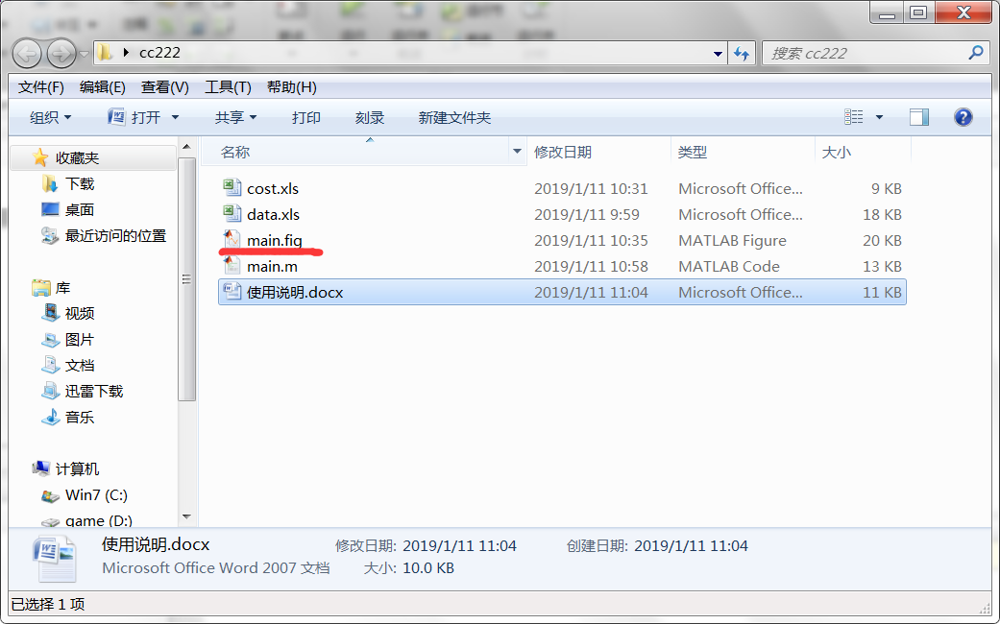 cc222
搜索 cc222
文件(F) 编辑(E) 查看(V) 工具(T) 帮助(H)
组织 打开 共享 打印 刻录 新建文件夹
名称 修改日期 类型 大小
收藏夹
下载
桌面
最近访问的位置
库
视频
图片
文档
迅雷下载
音乐
计算机
Win7 (C:)
game (D:)
cost.xls 2019/1/11 10:31 Microsoft Office... 9 KB
data.xls 2019/1/11 9:59 Microsoft Office... 18 KB
main.fig 2019/1/11 10:35 MATLAB Figure 20 KB
main.m 2019/1/11 10:58 MATLAB Code 13 KB
使用说明.docx 2019/1/11 11:04 Microsoft Office... 11 KB
使用说明.docx 修改日期: 2019/1/11 11:04 创建日期: 2019/1/11 11:04
Microsoft Office Word 2007 文档 大小: 10.0 KB
已选择 1 项